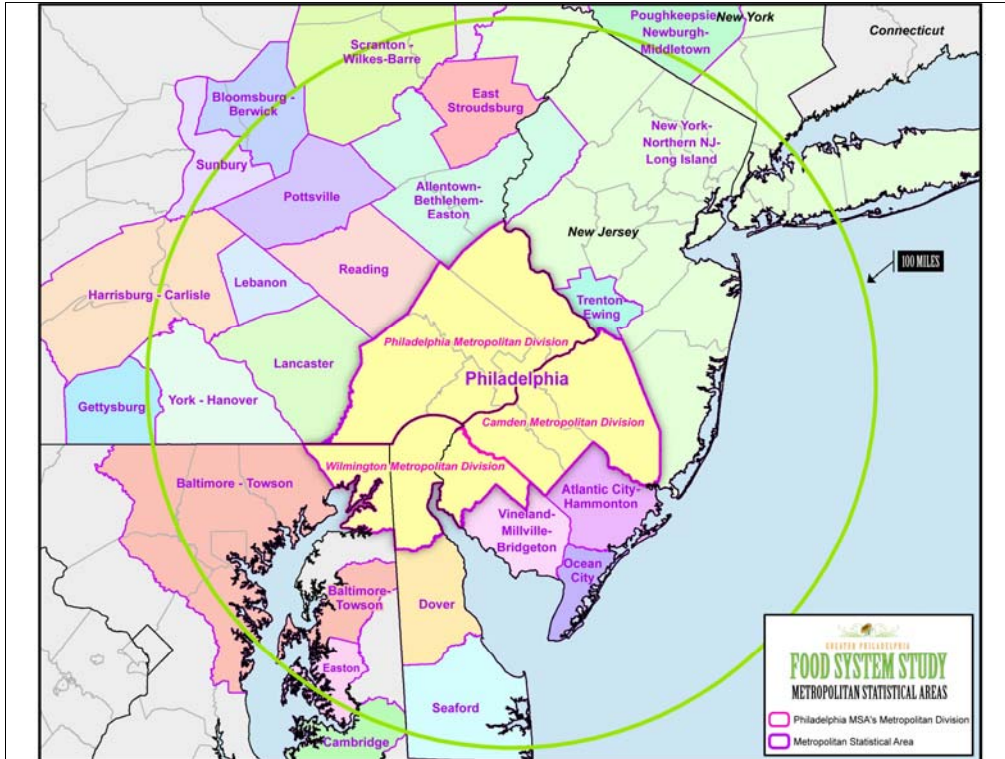 Poughkeepsie-
Newburgh-
Middletown
New York
Connecticut
Scranton -
Wilkes-Barre
Bloomsburg -
Berwick
East
Stroudsburg
New York-
Northern NJ-
Long Island
Sunbury
Pottsville
Allentown-
Bethlehem-
Easton
New Jersey
100 MILES
Reading
Lebanon
Harrisburg - Carlisle
Trenton-
Ewing
Lancaster
Philadelphia Metropolitan Division
Philadelphia
Gettysburg
York - Hanover
Camden Metropolitan Division
Wilmington Metropolitan Division
Baltimore - Towson
Atlantic City-
Hammonton
Vineland-
Millville-
Bridgeton
Ocean
City
Baltimore-
Towson
Dover
Easton
Seaford
Cambridge
GREATER PHILADELPHIA
FOOD SYSTEM STUDY
METROPOLITAN STATISTICAL AREAS
Philadelphia MSA's Metropolitan Division
Metropolitan Statistical Area